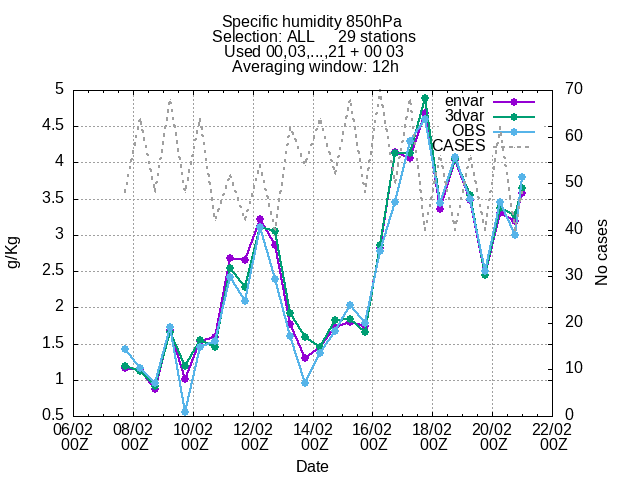 Specific humidity 850hPa
Selection: ALL 29 stations
Used 00,03,...,21 + 00 03
Averaging window: 12h
envar
3dvar
OBS
CASES
5
4.5
4
3.5
3
2.5
2
1.5
1
0.5
g/Kg
70
60
50
40
30
20
10
0
No cases
06/02 08/02 10/02 12/02 14/02 16/02 18/02 20/02 22/02
00Z 00Z 00Z 00Z 00Z 00Z 00Z 00Z 00Z
Date